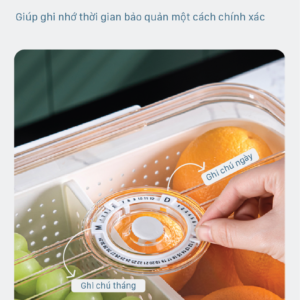 Giúp ghi nhớ thời gian bảo quản một cách chính xác
Ghi chú ngày
M
D
Ghi chú tháng